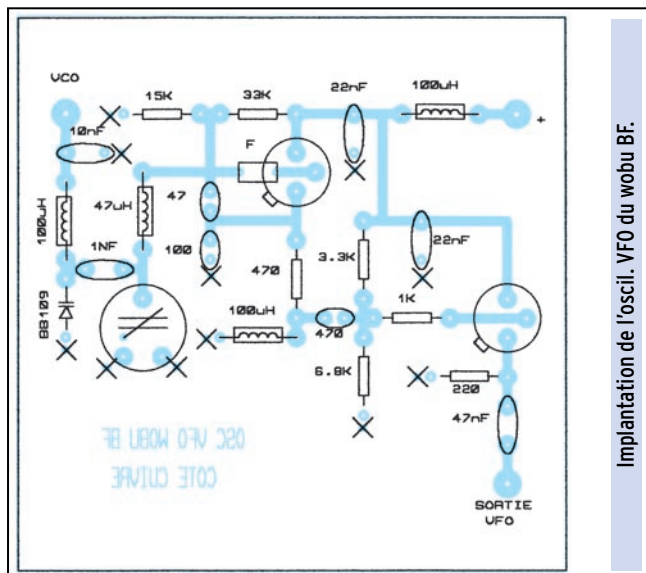 VCO
15K
33K
22nF
100uH
+
10nF
F
100uH
47uH
47
100
1NF
BB109
470
3.3K
22nF
100uH
470
1K
6.8K
220
47nF
OSC VFO WOBU BF
COTE CUIVRE
SORTIE
VFO
Implantation de l'oscil. VFO du wobu BF.